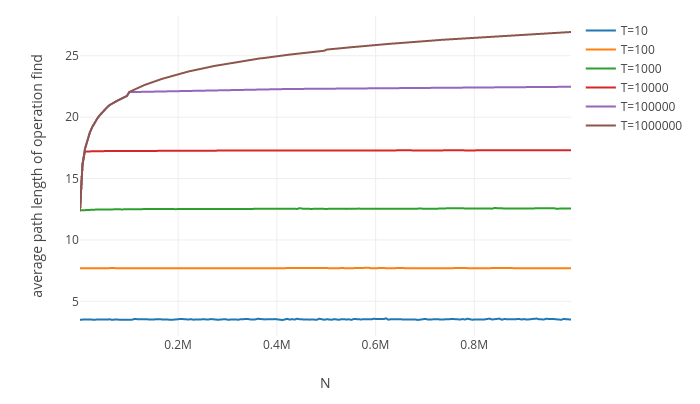 average path length of operation find
25
20
15
10
5
0.2M
0.4M
0.6M
0.8M
N
T=10
T=100
T=1000
T=10000
T=100000
T=1000000